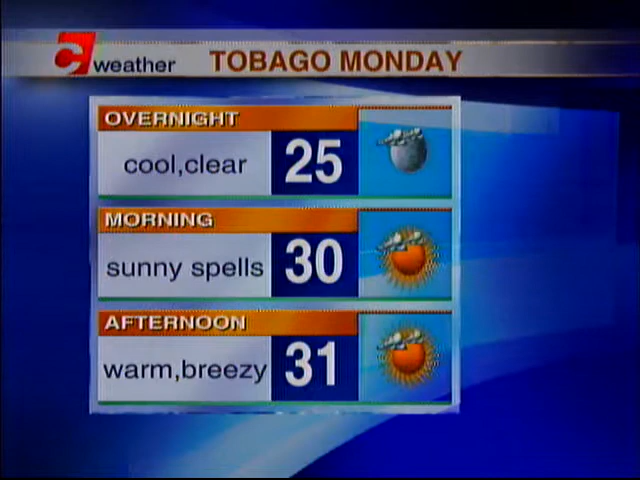 weather TOBAGO MONDAY
OVERNIGHT
cool,clear 25
MORNING
sunny spells 30
AFTERNOON
warm,breezy 31